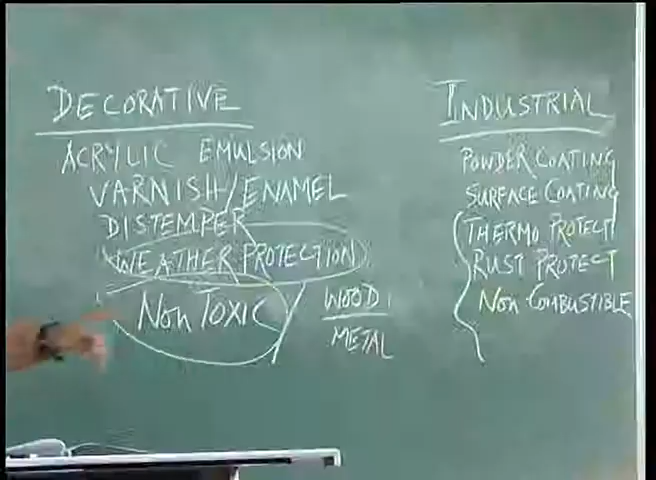 DECORATIVE
ACRYLIC EMULSION
VARNISH/ENAMEL
DISTEMPER
WEATHER PROTECTION
NON TOXIC
WOOD
METAL
INDUSTRIAL
POWDER COATING
SURFACE COATING
THERMO PROTECT
RUST PROTECT
NON COMBUSTIBLE